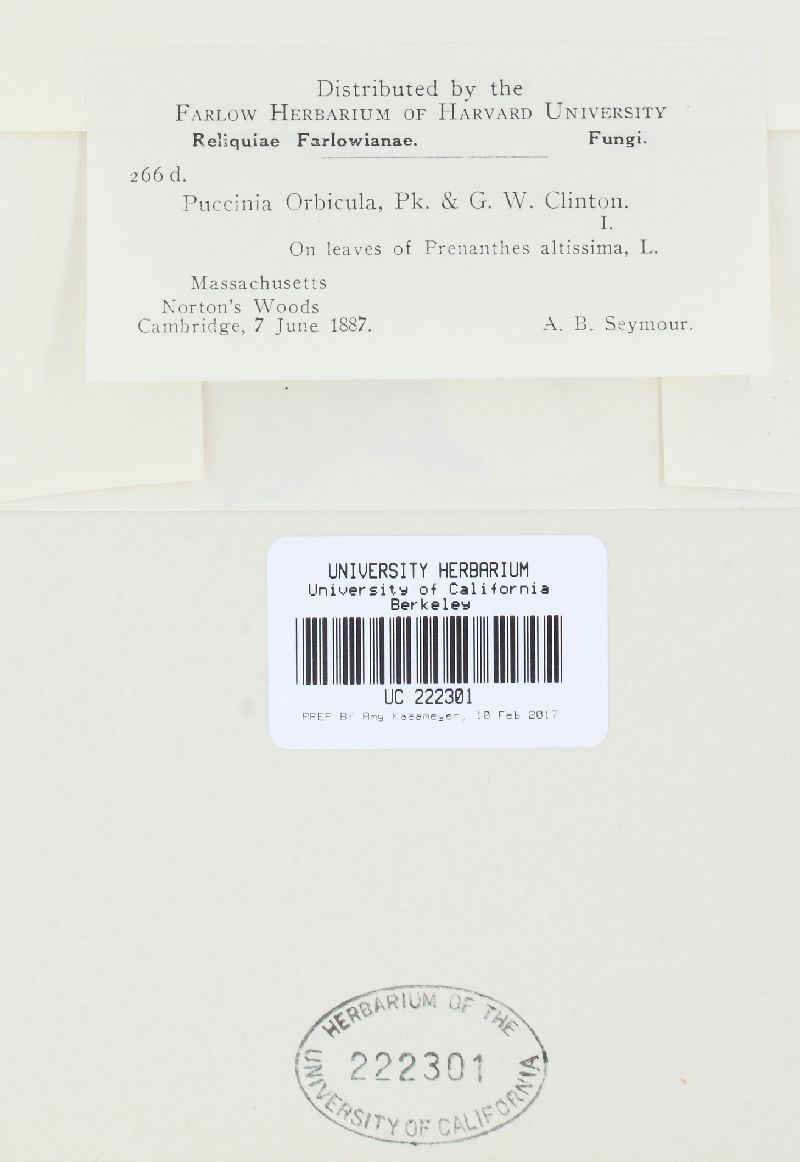 Distributed by the
FARLOW HERBARIUM OF HARVARD UNIVERSITY
Reliquiae Farlowianae. Fungi.
266 d.
Puccinia Orbicula, Pk. & G. W. Clinton.
I.
On leaves of Prenanthes altissima, L.
Massachusetts
Norton's Woods
Cambridge, 7 June 1887. A. B. Seymour.
UNIVERSITY HERBARIUM
University of California
Berkeley
UC 222301
PREP BY Amy Kasameyer, 10 Feb 2017
HERBARIUM OF THE
222301
UNIVERSITY OF CALIFORNIA